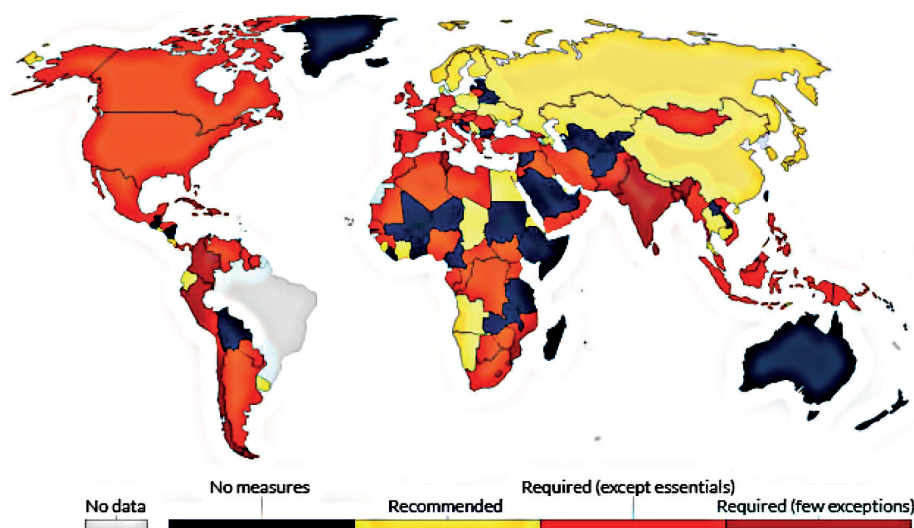 No data
No measures
Recommended
Required (except essentials)
Required (few exceptions)